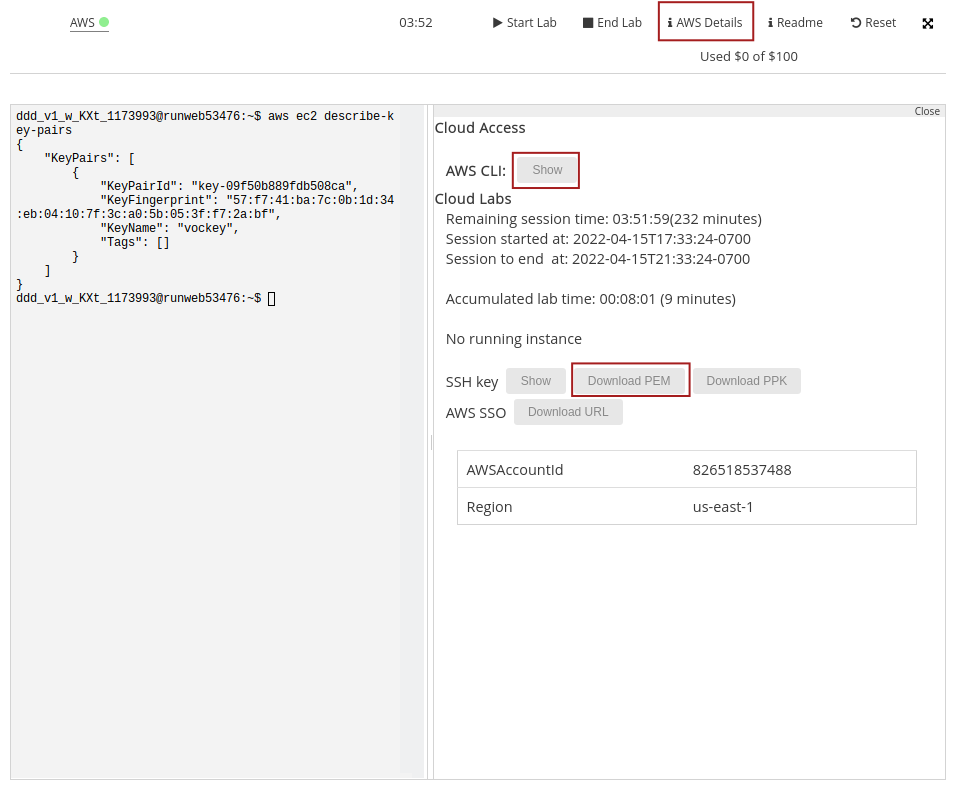 AWS 03:52 Start Lab End Lab AWS Details Readme Reset
Used $0 of $100
ddd_v1_w_KXt_1173993@runweb53476:~$ aws ec2 describe-k
ey-pairs
{
    "KeyPairs": [
        {
            "KeyPairId": "key-09f50b889fdb508ca",
            "KeyFingerprint": "57:f7:41:ba:7c:0b:1d:34
:eb:04:10:7f:3c:a0:5b:05:3f:f7:2a:bf",
            "KeyName": "vockey",
            "Tags": []
        }
    ]
}
ddd_v1_w_KXt_1173993@runweb53476:~$
Close
Cloud Access
AWS CLI: Show
Cloud Labs
Remaining session time: 03:51:59(232 minutes)
Session started at: 2022-04-15T17:33:24-0700
Session to end  at: 2022-04-15T21:33:24-0700
Accumulated lab time: 00:08:01 (9 minutes)
No running instance
SSH key Show Download PEM Download PPK
AWS SSO Download URL
AWSAccountId 826518537488
Region us-east-1